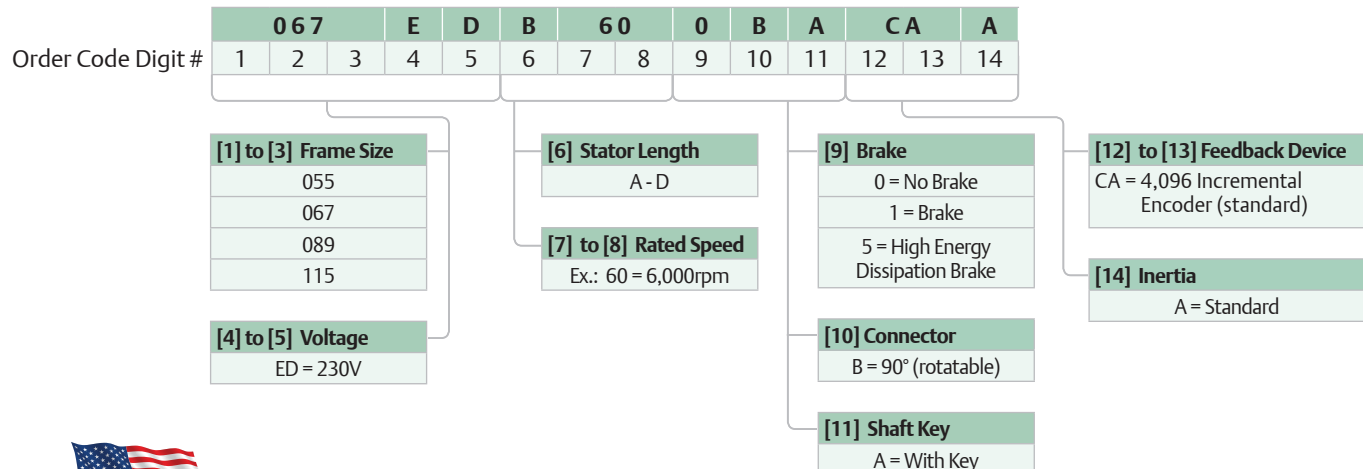 067 E D B 60 0 B A CA A
Order Code Digit # 1 2 3 4 5 6 7 8 9 10 11 12 13 14
[1] to [3] Frame Size
055
067
089
115
[4] to [5] Voltage
ED = 230V
[6] Stator Length
A - D
[7] to [8] Rated Speed
Ex.: 60 = 6,000rpm
[9] Brake
0 = No Brake
1 = Brake
5 = High Energy
Dissipation Brake
[10] Connector
B = 90° (rotatable)
[11] Shaft Key
A = With Key
[12] to [13] Feedback Device
CA = 4,096 Incremental
Encoder (standard)
[14] Inertia
A = Standard